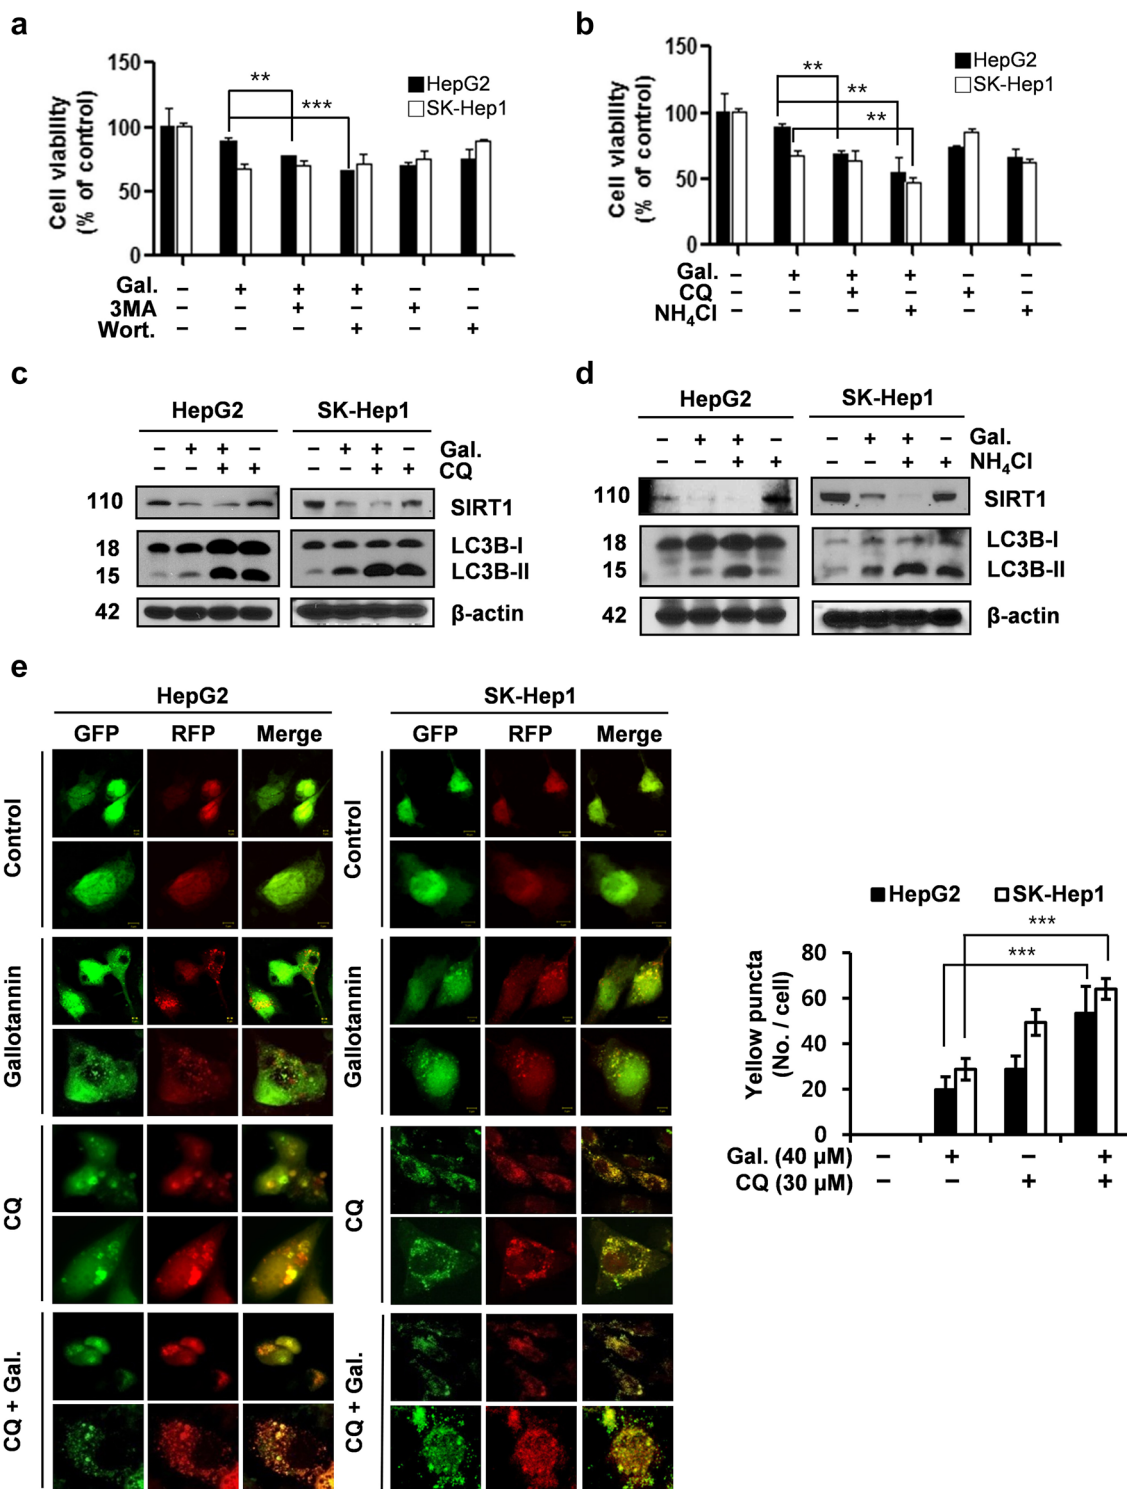 a
150
100
50
0
Cell viability
(% of control)
** 
***
HepG2
SK-Hep1
Gal. − + + + − −
3MA − − + − + −
Wort. − − − + − +
b
150
100
50
0
Cell viability
(% of control)
**
**
**
HepG2
SK-Hep1
Gal. − + + + − −
CQ − − + − + −
NH₄Cl − − − + − +
c
HepG2 SK-Hep1
− + + − − + + − Gal.
− − + + − − + + CQ
110 SIRT1
18 LC3B-I
15 LC3B-II
42 β-actin
d
HepG2 SK-Hep1
− + + − − + + − Gal.
− − + + − − + + NH₄Cl
110 SIRT1
18 LC3B-I
15 LC3B-II
42 β-actin
e
HepG2 SK-Hep1
GFP RFP Merge GFP RFP Merge
Control Control
Gallotannin Gallotannin
CQ CQ
CQ + Gal. CQ + Gal.
HepG2 SK-Hep1
***
***
80
60
40
20
0
Yellow puncta
(No. / cell)
Gal. (40 μM) − + − +
CQ (30 μM) − − + +